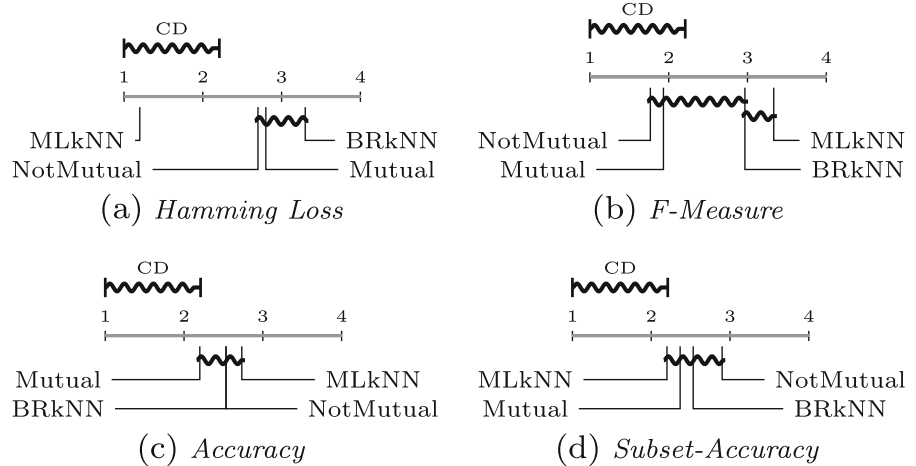 CD
1 2 3 4
MLkNN BRkNN
NotMutual Mutual
(a) Hamming Loss
CD
1 2 3 4
NotMutual MLkNN
Mutual BRkNN
(b) F-Measure
CD
1 2 3 4
Mutual MLkNN
BRkNN NotMutual
(c) Accuracy
CD
1 2 3 4
MLkNN NotMutual
Mutual BRkNN
(d) Subset-Accuracy